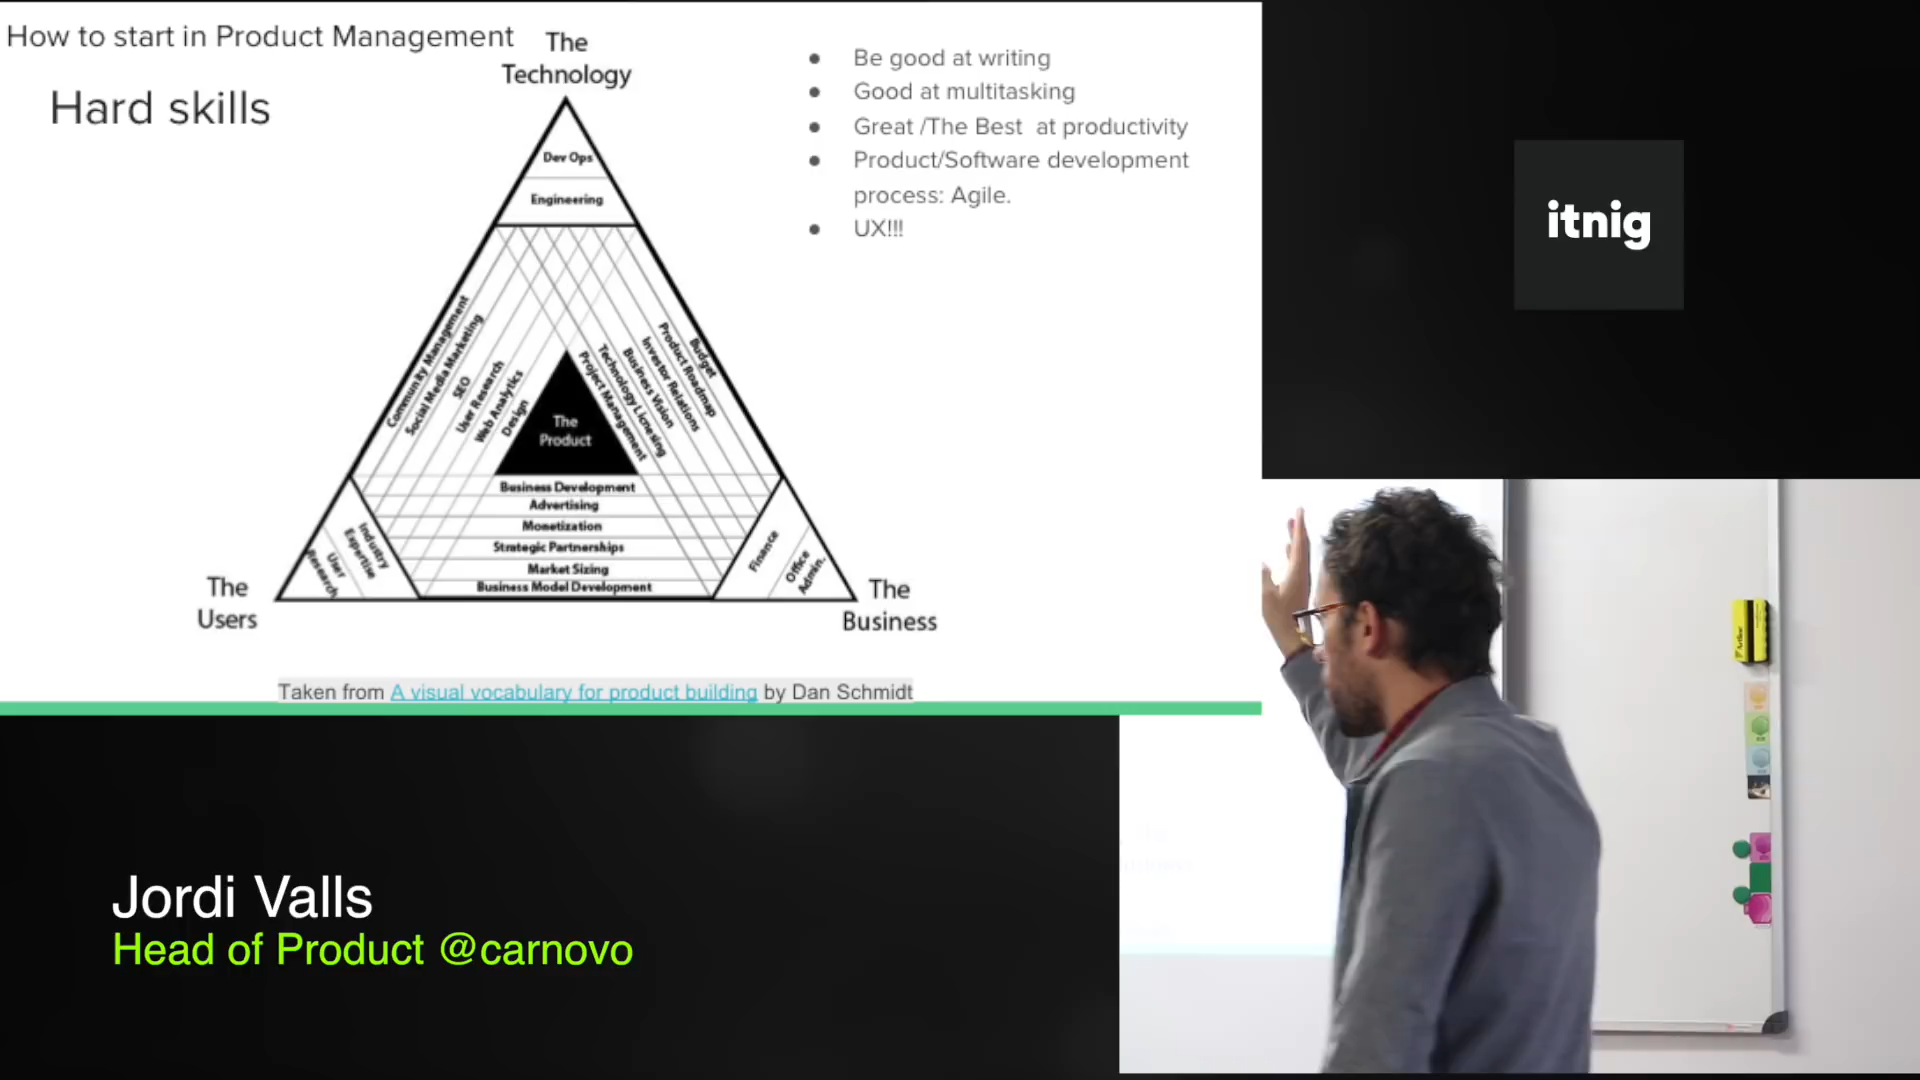 How to start in Product Management
Hard skills
The
Technology
Dev Ops
Engineering
Community Management
Social Media Marketing
SEO
User Research
Web Analytics
Design
Budget
Product Roadmap
Investor Relations
Business Vision
Technology Licnesing
Project Management
The
Product
Business Development
Advertising
Monetization
Strategic Partnerships
Market Sizing
Business Model Development
Industry
Expertise
User
Research
Finance
Office
Admin.
The
Users
The
Business
Taken from A visual vocabulary for product building by Dan Schmidt
• Be good at writing
• Good at multitasking
• Great /The Best at productivity
• Product/Software development
process: Agile.
• UX!!!
itnig
Jordi Valls
Head of Product @carnovo